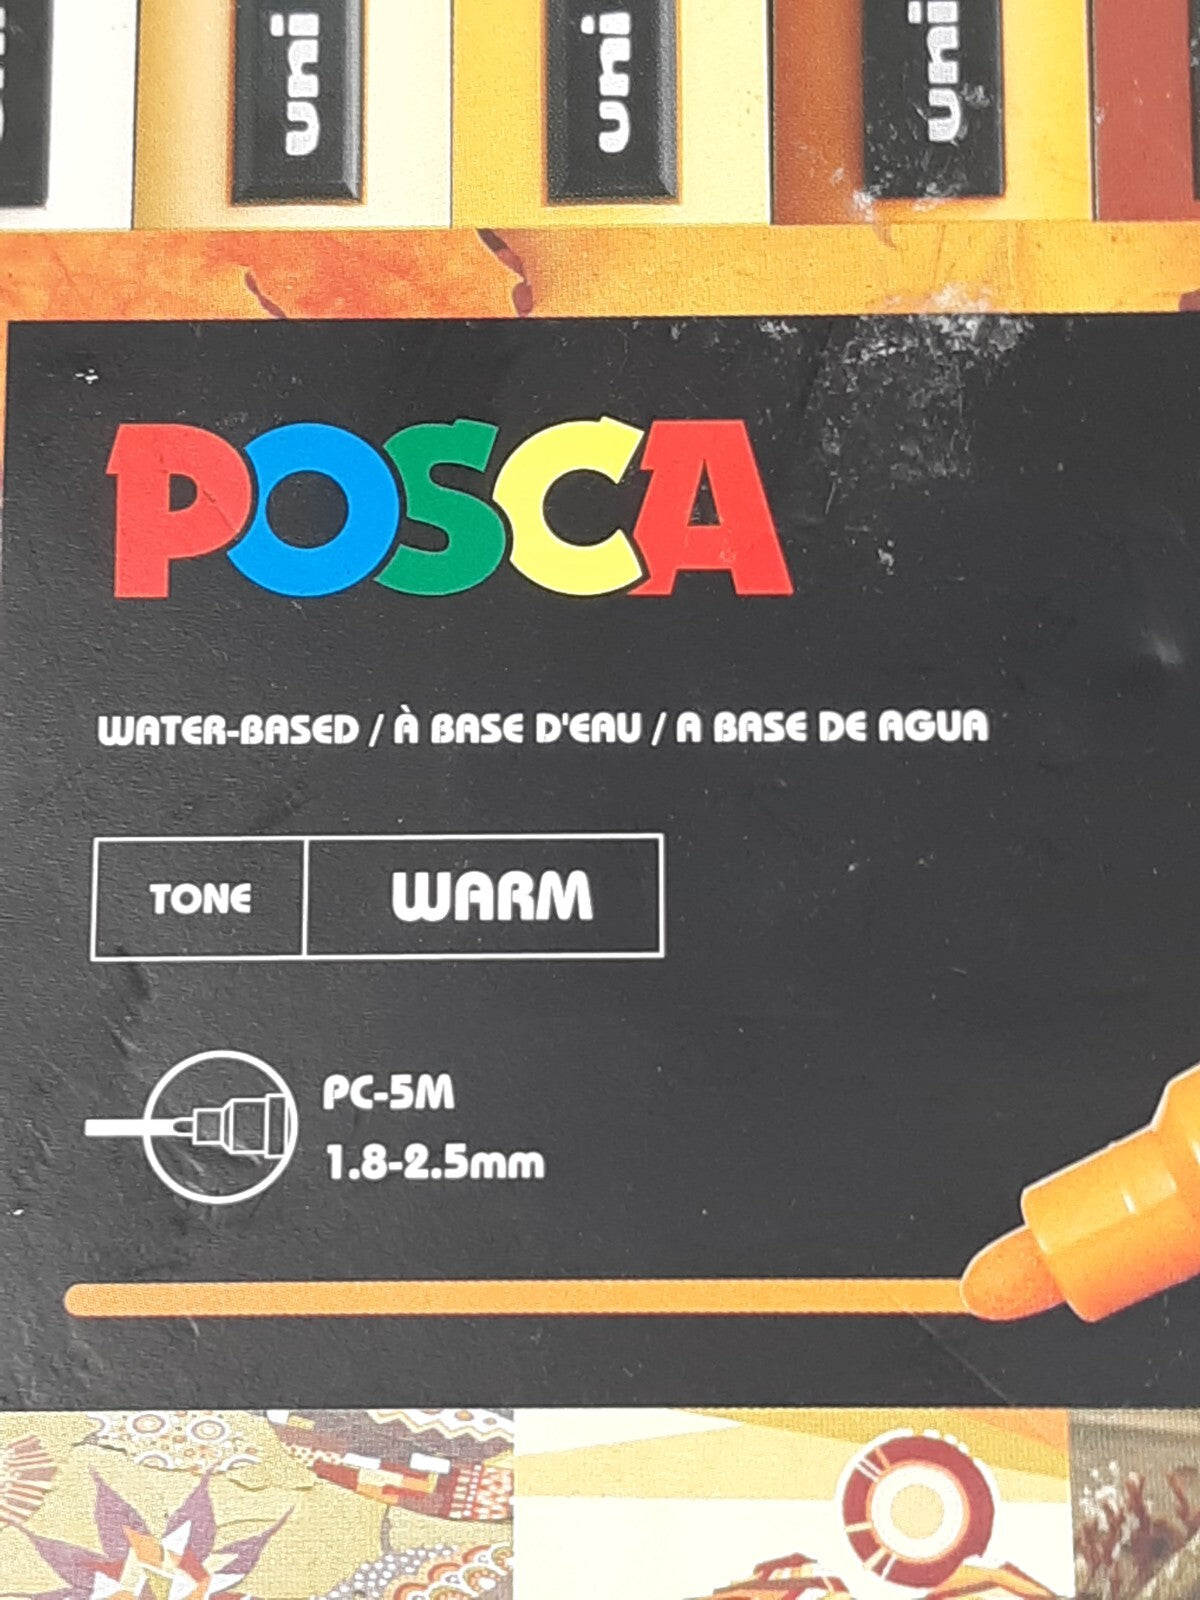 uni uni uni
POSCA
WATER-BASED / À BASE D'EAU / A BASE DE AGUA
TONE WARM
PC-5M
1.8-2.5mm